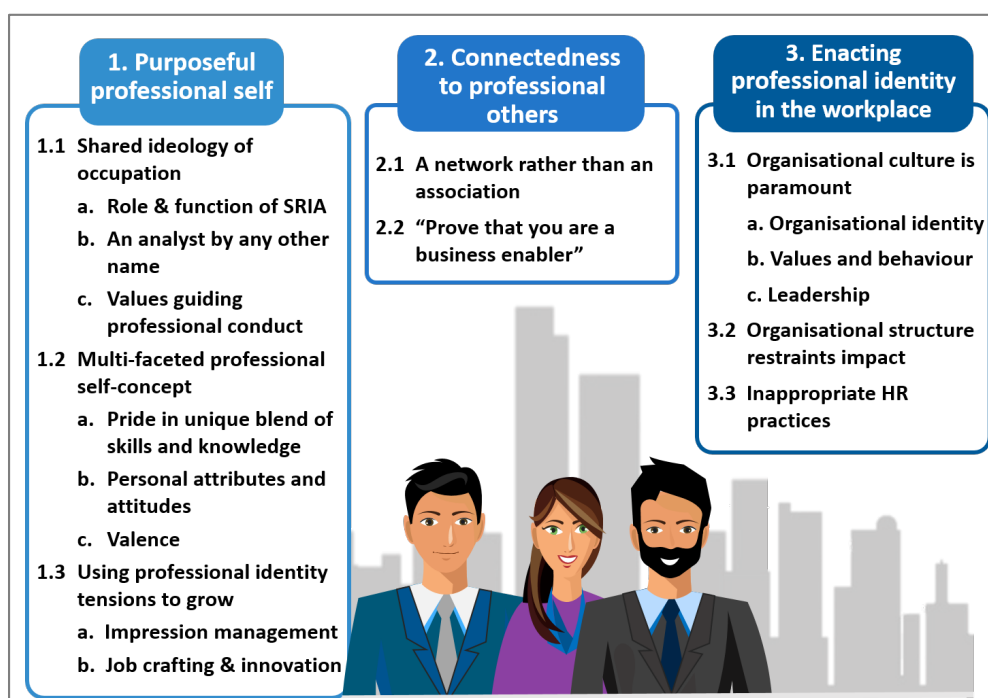 1. Purposeful
professional self
1.1 Shared ideology of
occupation
a. Role & function of SRIA
b. An analyst by any other
name
c. Values guiding
professional conduct
1.2 Multi-faceted professional
self-concept
a. Pride in unique blend of
skills and knowledge
b. Personal attributes and
attitudes
c. Valence
1.3 Using professional identity
tensions to grow
a. Impression management
b. Job crafting & innovation
2. Connectedness
to professional
others
2.1 A network rather than an
association
2.2 “Prove that you are a
business enabler”
3. Enacting
professional identity
in the workplace
3.1 Organisational culture is
paramount
a. Organisational identity
b. Values and behaviour
c. Leadership
3.2 Organisational structure
restraints impact
3.3 Inappropriate HR
practices